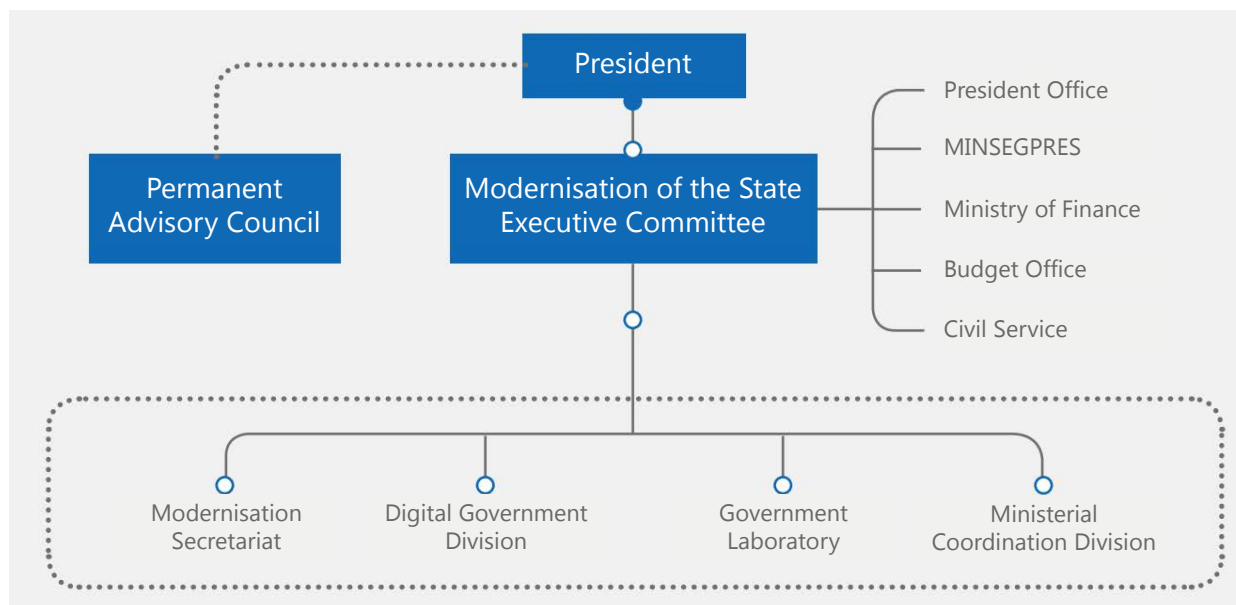 President
Permanent
Advisory Council
Modernisation of the State
Executive Committee
President Office
MINSEGPRES
Ministry of Finance
Budget Office
Civil Service
Modernisation
Secretariat
Digital Government
Division
Government
Laboratory
Ministerial
Coordination Division